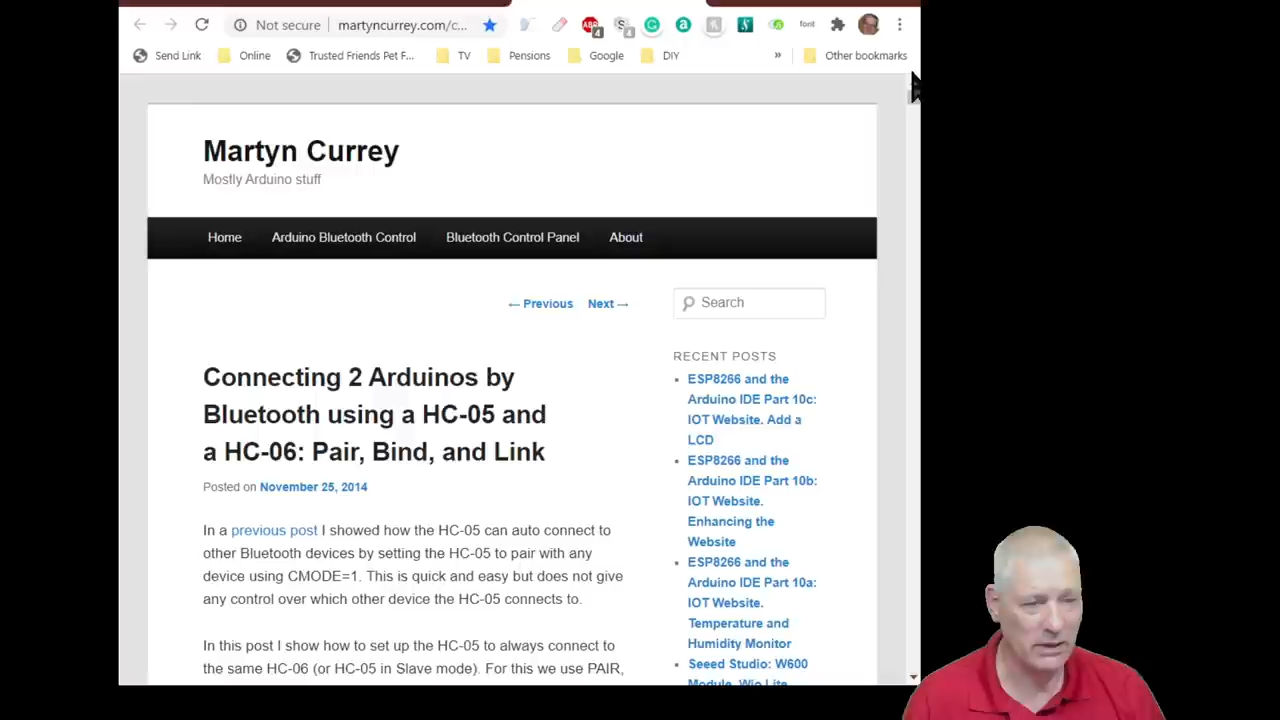 Not secure
martyncurrey.com/c...
ABP
4
S
4
font
Send Link
Online
Trusted Friends Pet F...
TV
Pensions
Google
DIY
»
Other bookmarks
Martyn Currey
Mostly Arduino stuff
Home
Arduino Bluetooth Control
Bluetooth Control Panel
About
← Previous
Next →
Search
Connecting 2 Arduinos by
Bluetooth using a HC-05 and
a HC-06: Pair, Bind, and Link
Posted on November 25, 2014
In a previous post I showed how the HC-05 can auto connect to
other Bluetooth devices by setting the HC-05 to pair with any
device using CMODE=1. This is quick and easy but does not give
any control over which other device the HC-05 connects to.
In this post I show how to set up the HC-05 to always connect to
the same HC-06 (or HC-05 in Slave mode). For this we use PAIR,
RECENT POSTS
ESP8266 and the
Arduino IDE Part 10c:
IOT Website. Add a
LCD
ESP8266 and the
Arduino IDE Part 10b:
IOT Website.
Enhancing the
Website
ESP8266 and the
Arduino IDE Part 10a:
IOT Website.
Temperature and
Humidity Monitor
Seeed Studio: W600
Module, Wio Lite